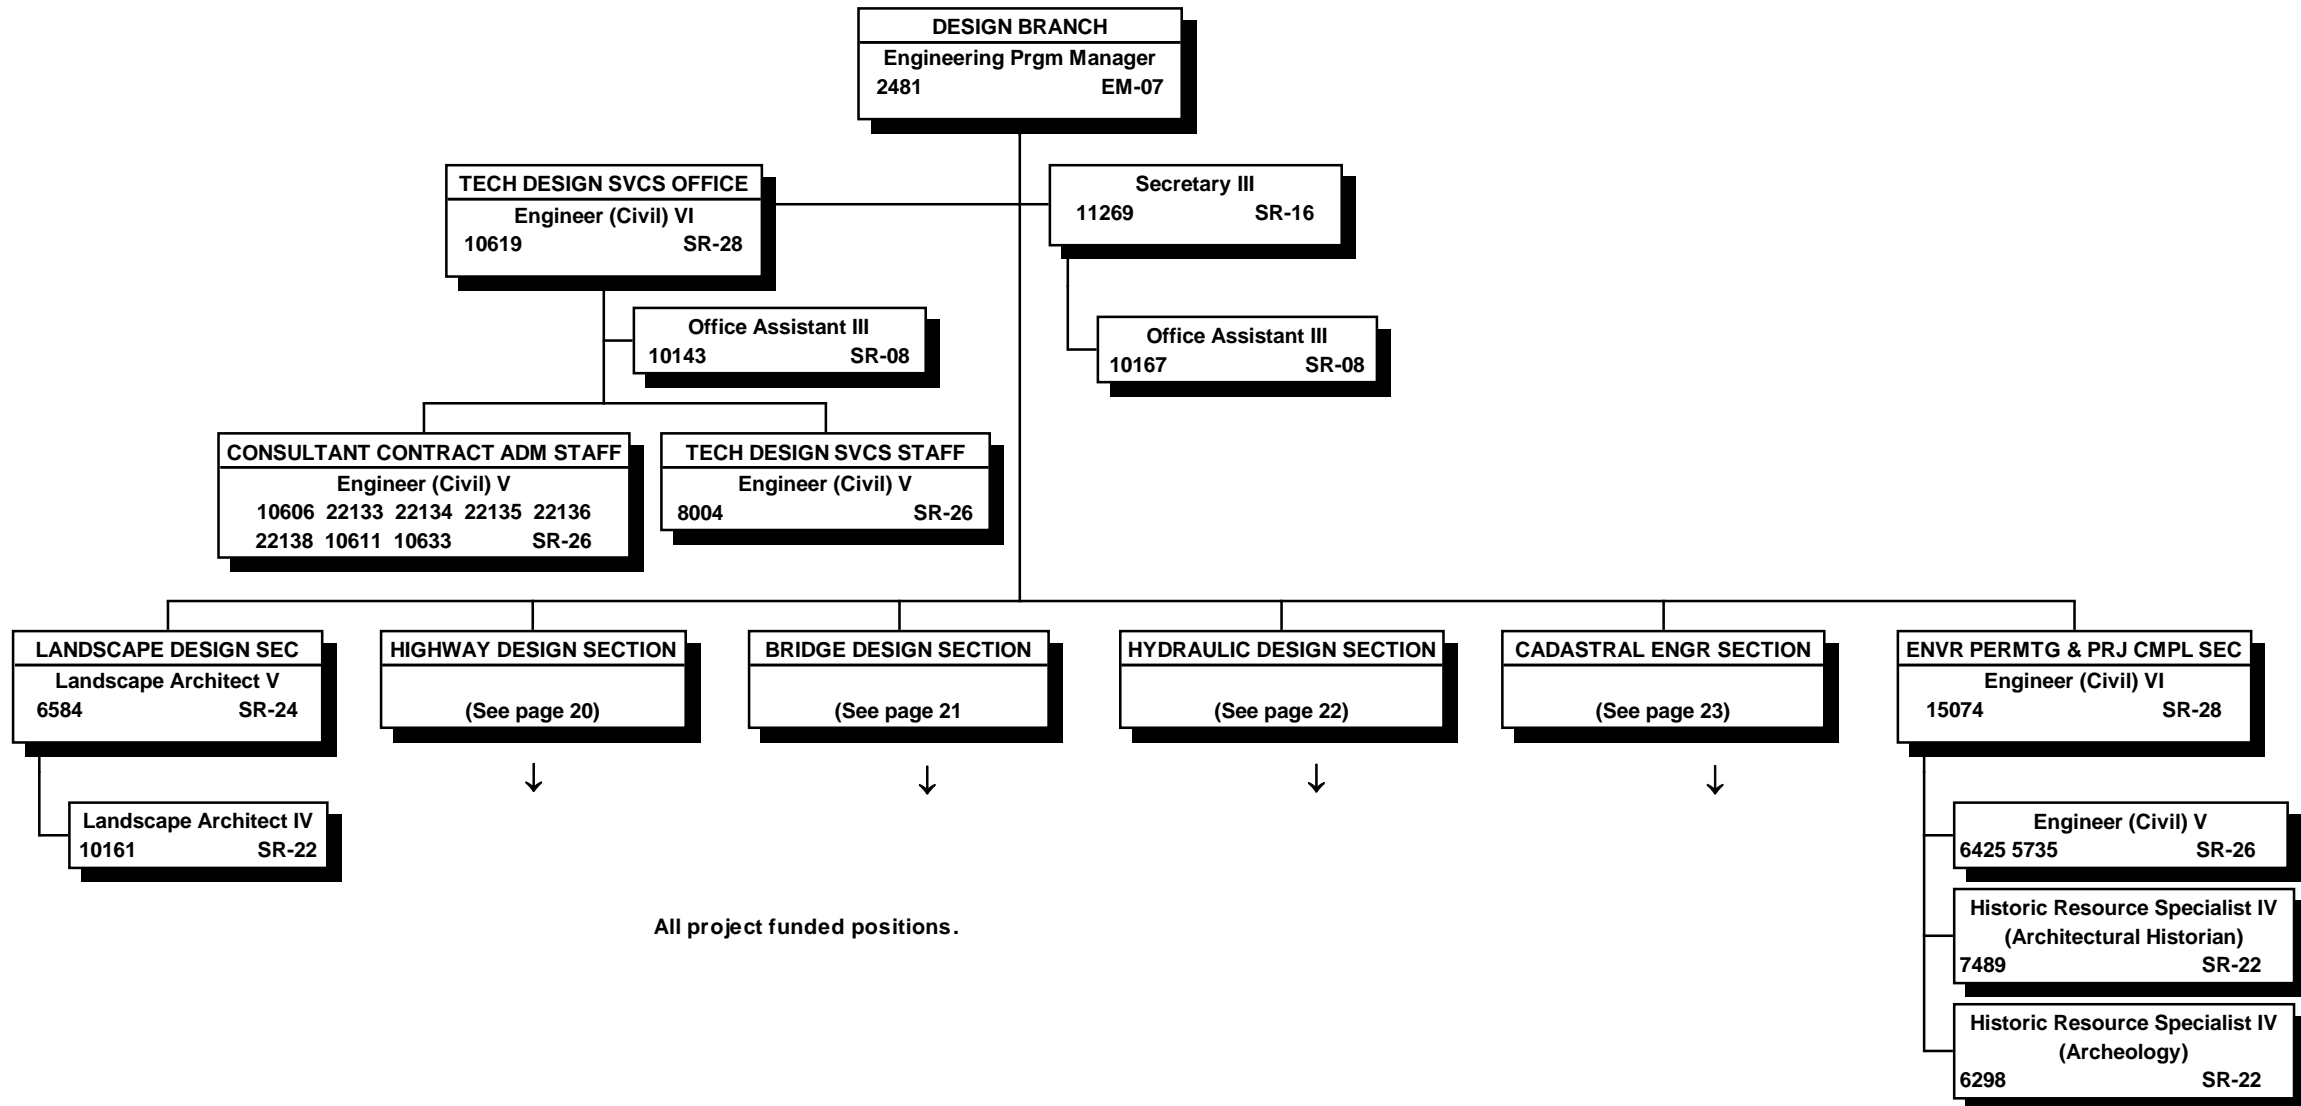 DESIGN BRANCH
Engineering Prgm Manager
2481 EM-07
TECH DESIGN SVCS OFFICE
Engineer (Civil) VI
10619 SR-28
Secretary III
11269 SR-16
Office Assistant III
10143 SR-08
Office Assistant III
10167 SR-08
CONSULTANT CONTRACT ADM STAFF
Engineer (Civil) V
10606 22133 22134 22135 22136
22138 10611 10633 SR-26
TECH DESIGN SVCS STAFF
Engineer (Civil) V
8004 SR-26
LANDSCAPE DESIGN SEC
Landscape Architect V
6584 SR-24
Landscape Architect IV
10161 SR-22
HIGHWAY DESIGN SECTION
(See page 20)
BRIDGE DESIGN SECTION
(See page 21
HYDRAULIC DESIGN SECTION
(See page 22)
CADASTRAL ENGR SECTION
(See page 23)
ENVR PERMTG & PRJ CMPL SEC
Engineer (Civil) VI
15074 SR-28
Engineer (Civil) V
6425 5735 SR-26
Historic Resource Specialist IV
(Architectural Historian)
7489 SR-22
Historic Resource Specialist IV
(Archeology)
6298 SR-22
All project funded positions.